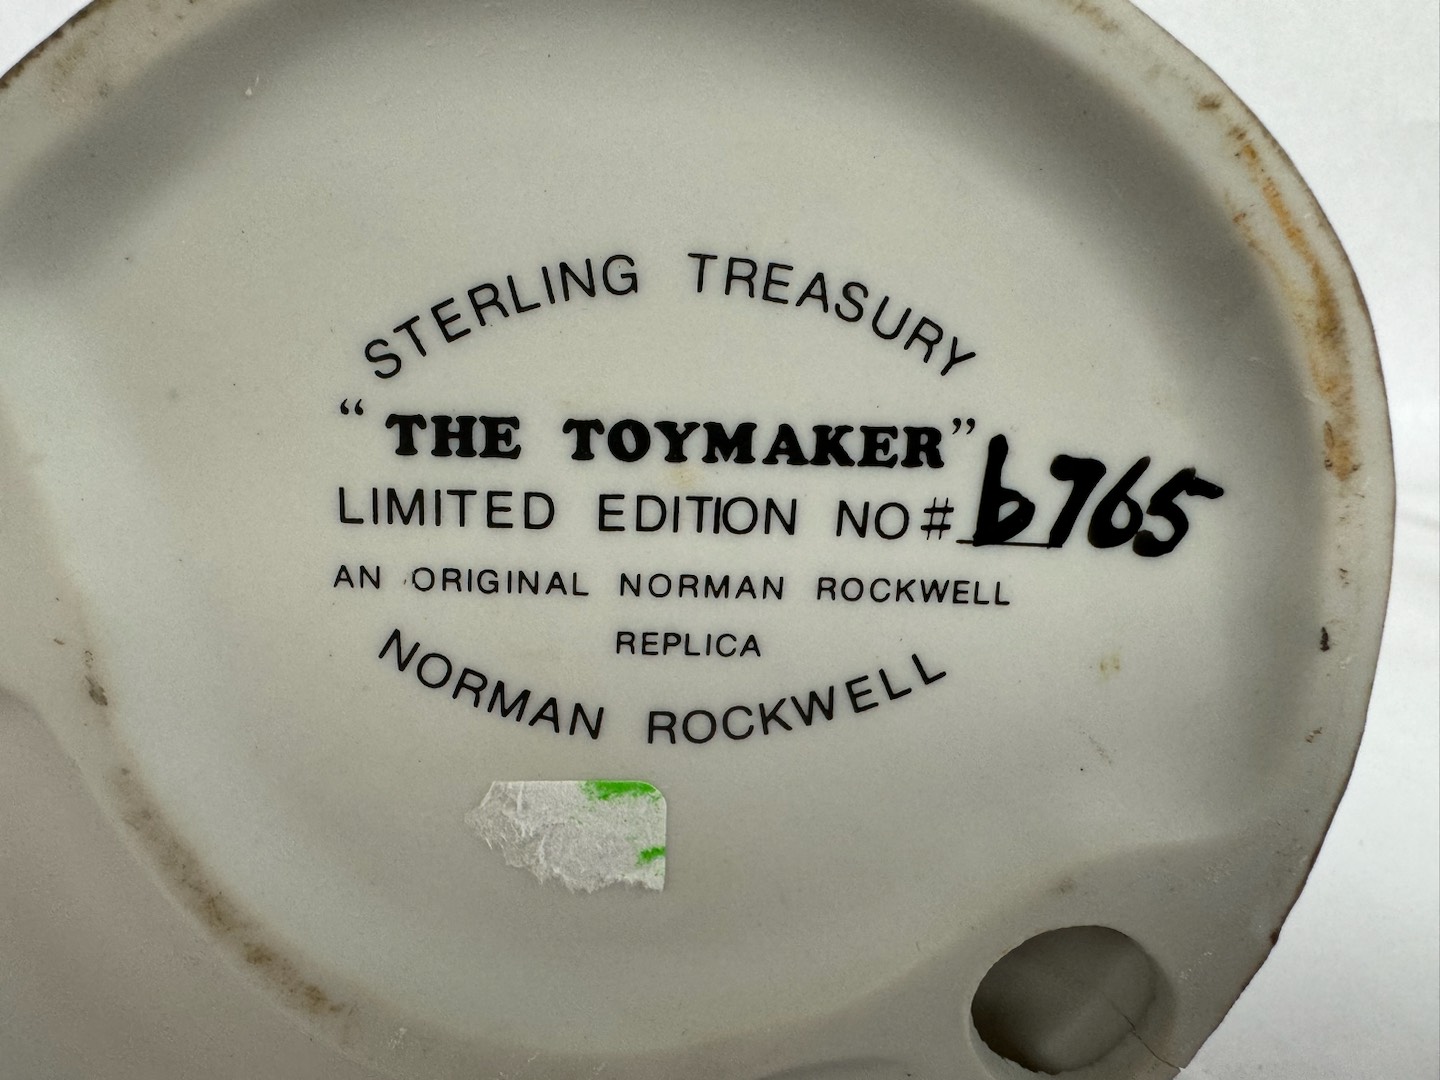 STERLING TREASURY
“THE TOYMAKER”
LIMITED EDITION NO# 6765
AN ORIGINAL NORMAN ROCKWELL
REPLICA
NORMAN ROCKWELL